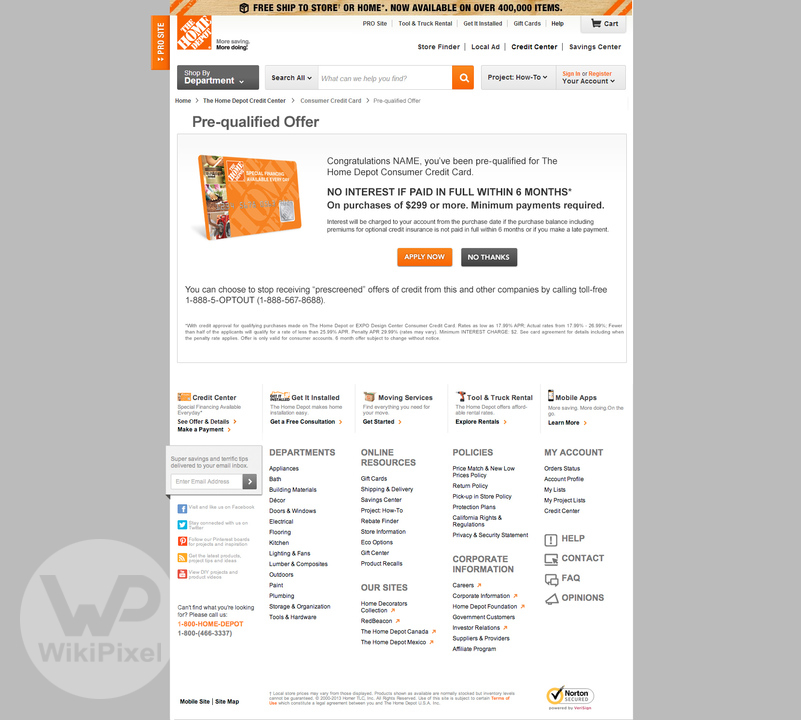 FREE SHIP TO STORE† OR HOME*. NOW AVAILABLE ON OVER 400,000 ITEMS.
PRO SITE
THE HOME DEPOT
More saving.
More doing.
PRO Site | Tool & Truck Rental | Get It Installed | Gift Cards | Help
Cart
Store Finder | Local Ad | Credit Center | Savings Center
Shop By
Department
Search All
What can we help you find?
Project: How-To
Sign In or Register
Your Account
Home > The Home Depot Credit Center > Consumer Credit Card > Pre-qualified Offer
Pre-qualified Offer
THE HOME DEPOT
SPECIAL FINANCING
AVAILABLE EVERY DAY
Congratulations NAME, you've been pre-qualified for The
Home Depot Consumer Credit Card.
NO INTEREST IF PAID IN FULL WITHIN 6 MONTHS*
On purchases of $299 or more. Minimum payments required.
Interest will be charged to your account from the purchase date if the purchase balance including
premiums for optional credit insurance is not paid in full within 6 months or if you make a late payment.
APPLY NOW
NO THANKS
You can choose to stop receiving “prescreened” offers of credit from this and other companies by calling toll-free
1-888-5-OPTOUT (1-888-567-8688).
*With credit approval for qualifying purchases made on The Home Depot or EXPO Design Center Consumer Credit Card. Rates as low as 17.99% APR; Actual rates from 17.99% - 26.99%; Fewer
than half of the applicants will qualify for a rate of less than 25.99% APR. Penalty APR 29.99% (rates may vary). Minimum INTEREST CHARGE: $2. See card agreement for details including when
the penalty rate applies. Offer is only valid for consumer accounts. 6 month offer subject to change without notice.
Credit Center
Special Financing Available
Everyday*
See Offer & Details
Make a Payment
GET IT INSTALLED
Get It Installed
The Home Depot makes home
installation easy.
Get a Free Consultation
Moving Services
Find everything you need for
your move.
Get Started
Tool & Truck Rental
The Home Depot offers afford-
able rental rates.
Explore Rentals
Mobile Apps
More saving. More doing On the
go.
Learn More
Super savings and terrific tips
delivered to your email inbox.
Enter Email Address
Visit and like us on Facebook
Stay connected with us on
Twitter
Follow our Pinterest boards
for projects and inspiration
Get the latest products,
project tips and ideas
View DIY projects and
product videos
Can't find what you're looking
for? Please call us:
1-800-HOME-DEPOT
1-800-(466-3337)
DEPARTMENTS
Appliances
Bath
Building Materials
Décor
Doors & Windows
Electrical
Flooring
Kitchen
Lighting & Fans
Lumber & Composites
Outdoors
Paint
Plumbing
Storage & Organization
Tools & Hardware
ONLINE
RESOURCES
Gift Cards
Shipping & Delivery
Savings Center
Project: How-To
Rebate Finder
Store Information
Eco Options
Gift Center
Product Recalls
OUR SITES
Home Decorators
Collection
RedBeacon
The Home Depot Canada
The Home Depot Mexico
POLICIES
Price Match & New Low
Prices Policy
Return Policy
Pick-up in Store Policy
Protection Plans
California Rights &
Regulations
Privacy & Security Statement
CORPORATE
INFORMATION
Careers
Corporate Information
Home Depot Foundation
Government Customers
Investor Relations
Suppliers & Providers
Affiliate Program
MY ACCOUNT
Orders Status
Account Profile
My Lists
My Project Lists
Credit Center
HELP
CONTACT
FAQ
OPINIONS
WP
WikiPixel
Mobile Site | Site Map
† Local store prices may vary from those displayed. Products shown as available are normally stocked but inventory levels
cannot be guaranteed. © 2000-2013 Homer TLC, Inc. All Rights Reserved. Use of this site is subject to certain Terms of
Use which constitute a legal agreement between you and The Home Depot U.S.A, Inc.
Norton
SECURED
powered by VeriSign